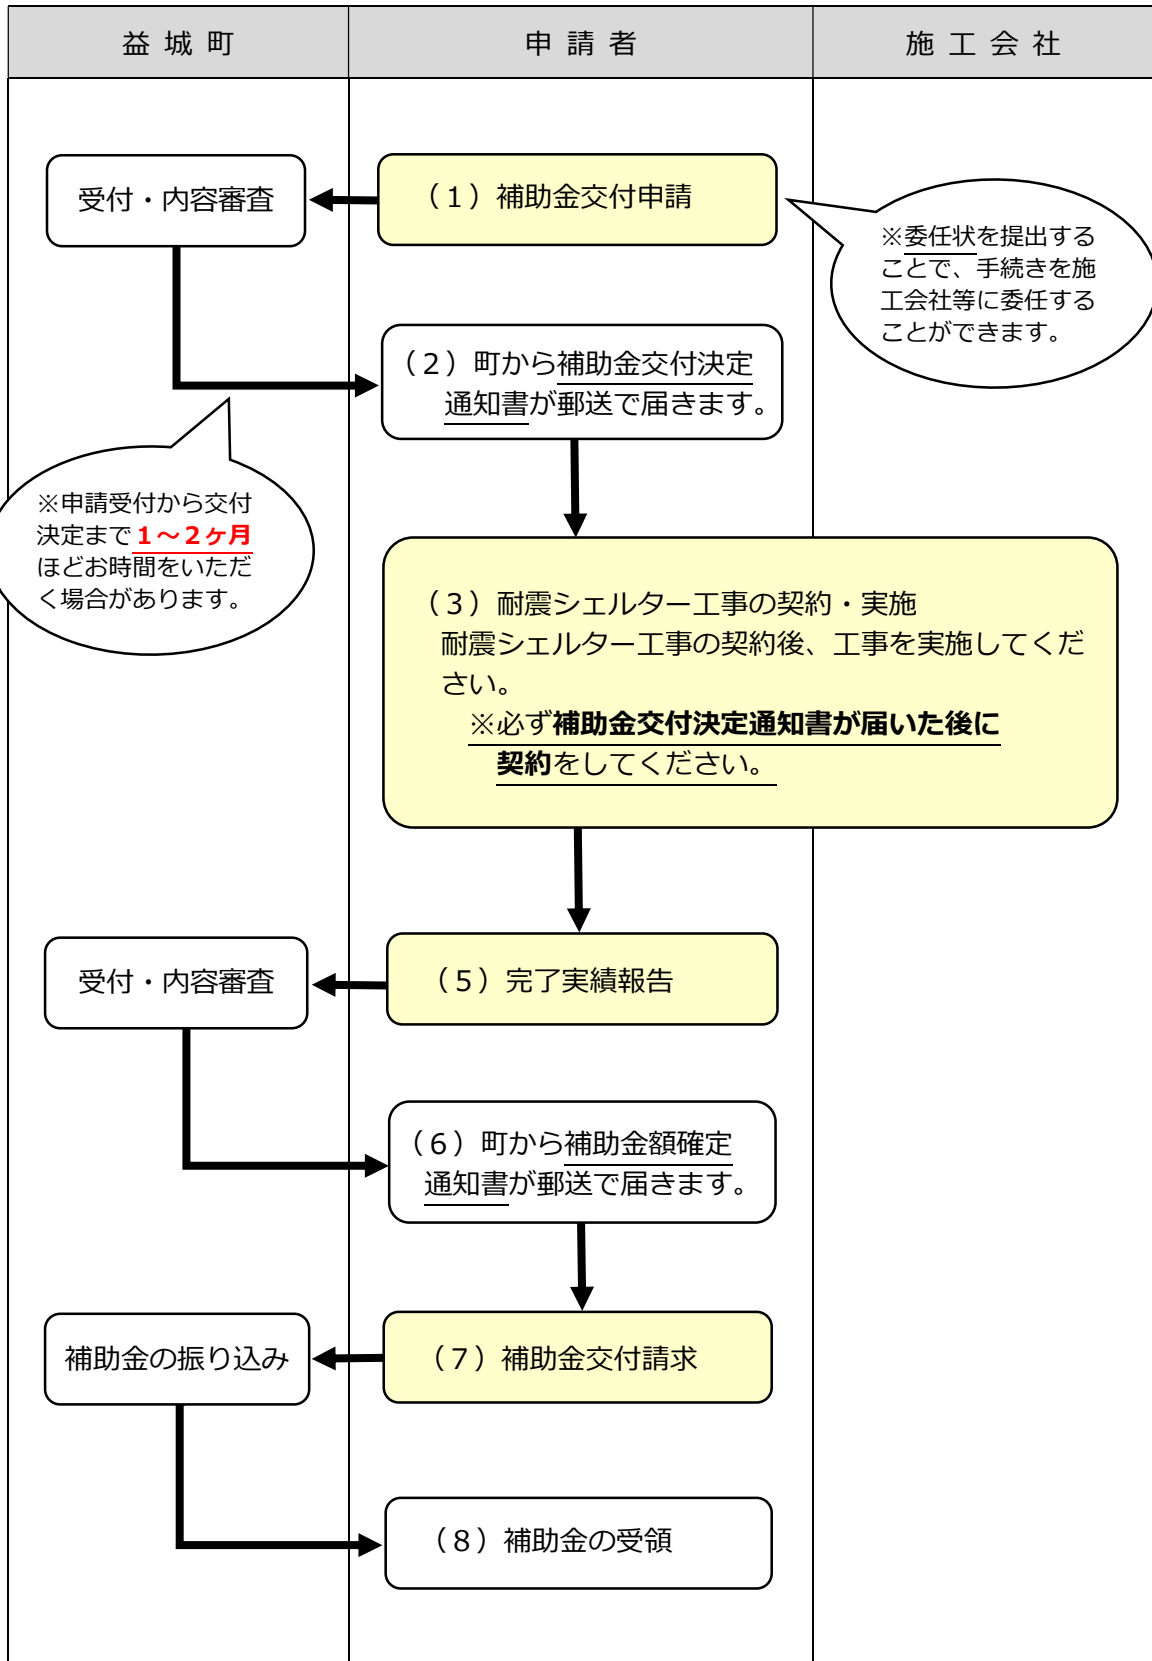 益城町
申請者
施工会社
受付・内容審査
（１）補助金交付申請
※委任状を提出する
ことで、手続きを施
工会社等に委任する
ことができます。
（２）町から補助金交付決定
通知書が郵送で届きます。
※申請受付から交付
決定まで１～２ヶ月
ほどお時間をいただ
く場合があります。
（３）耐震シェルター工事の契約・実施
耐震シェルター工事の契約後、工事を実施してくだ
さい。
※必ず補助金交付決定通知書が届いた後に
契約をしてください。
受付・内容審査
（５）完了実績報告
（６）町から補助金額確定
通知書が郵送で届きます。
補助金の振り込み
（７）補助金交付請求
（８）補助金の受領